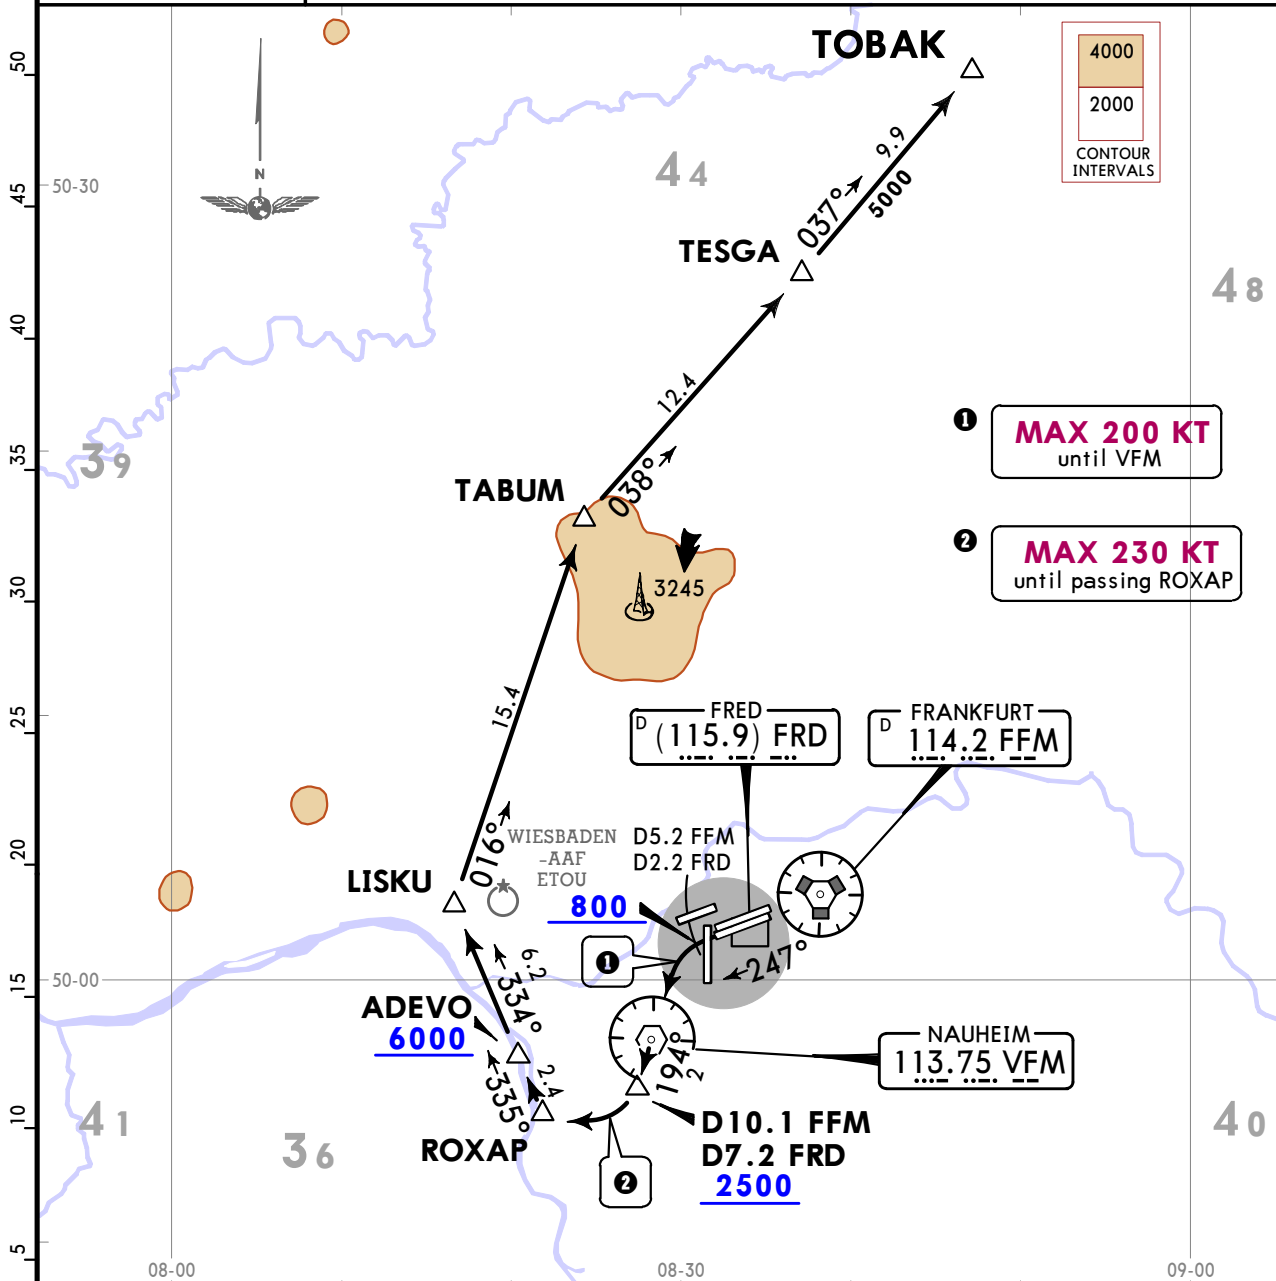 TOBAK
4000
2000
CONTOUR
INTERVALS
50
N
50-30
45
44
9.9
037°
5000
TESGA
48
40
12.4
❶
MAX 200 KT
until VFM
35
39
038°
TABUM
❷
MAX 230 KT
until passing ROXAP
30
3245
25
15.4
FRED
D (115.9) FRD
FRANKFURT
D 114.2 FFM
20
016°
WIESBADEN
-AAF
ETOU
D5.2 FFM
D2.2 FRD
LISKU
800
❶
247°
15
50-00
6.2
334°
ADEVO
6000
NAUHEIM
113.75 VFM
194°
2
2.4
335°
10
41
36
ROXAP
D10.1 FFM
D7.2 FRD
2500
❷
40
5
08-00
08-30
09-00